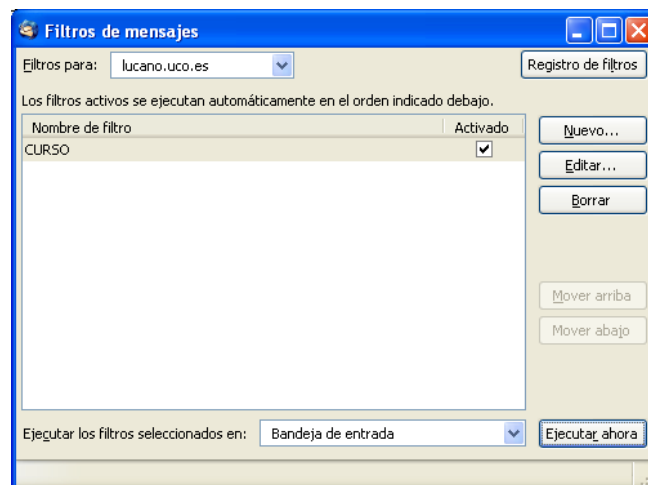 Filtros de mensajes
Filtros para: lucano.uco.es Registro de filtros
Los filtros activos se ejecutan automáticamente en el orden indicado debajo.
Nombre de filtro Activado
CURSO
Nuevo...
Editar...
Borrar
Mover arriba
Mover abajo
Ejecutar los filtros seleccionados en: Bandeja de entrada Ejecutar ahora